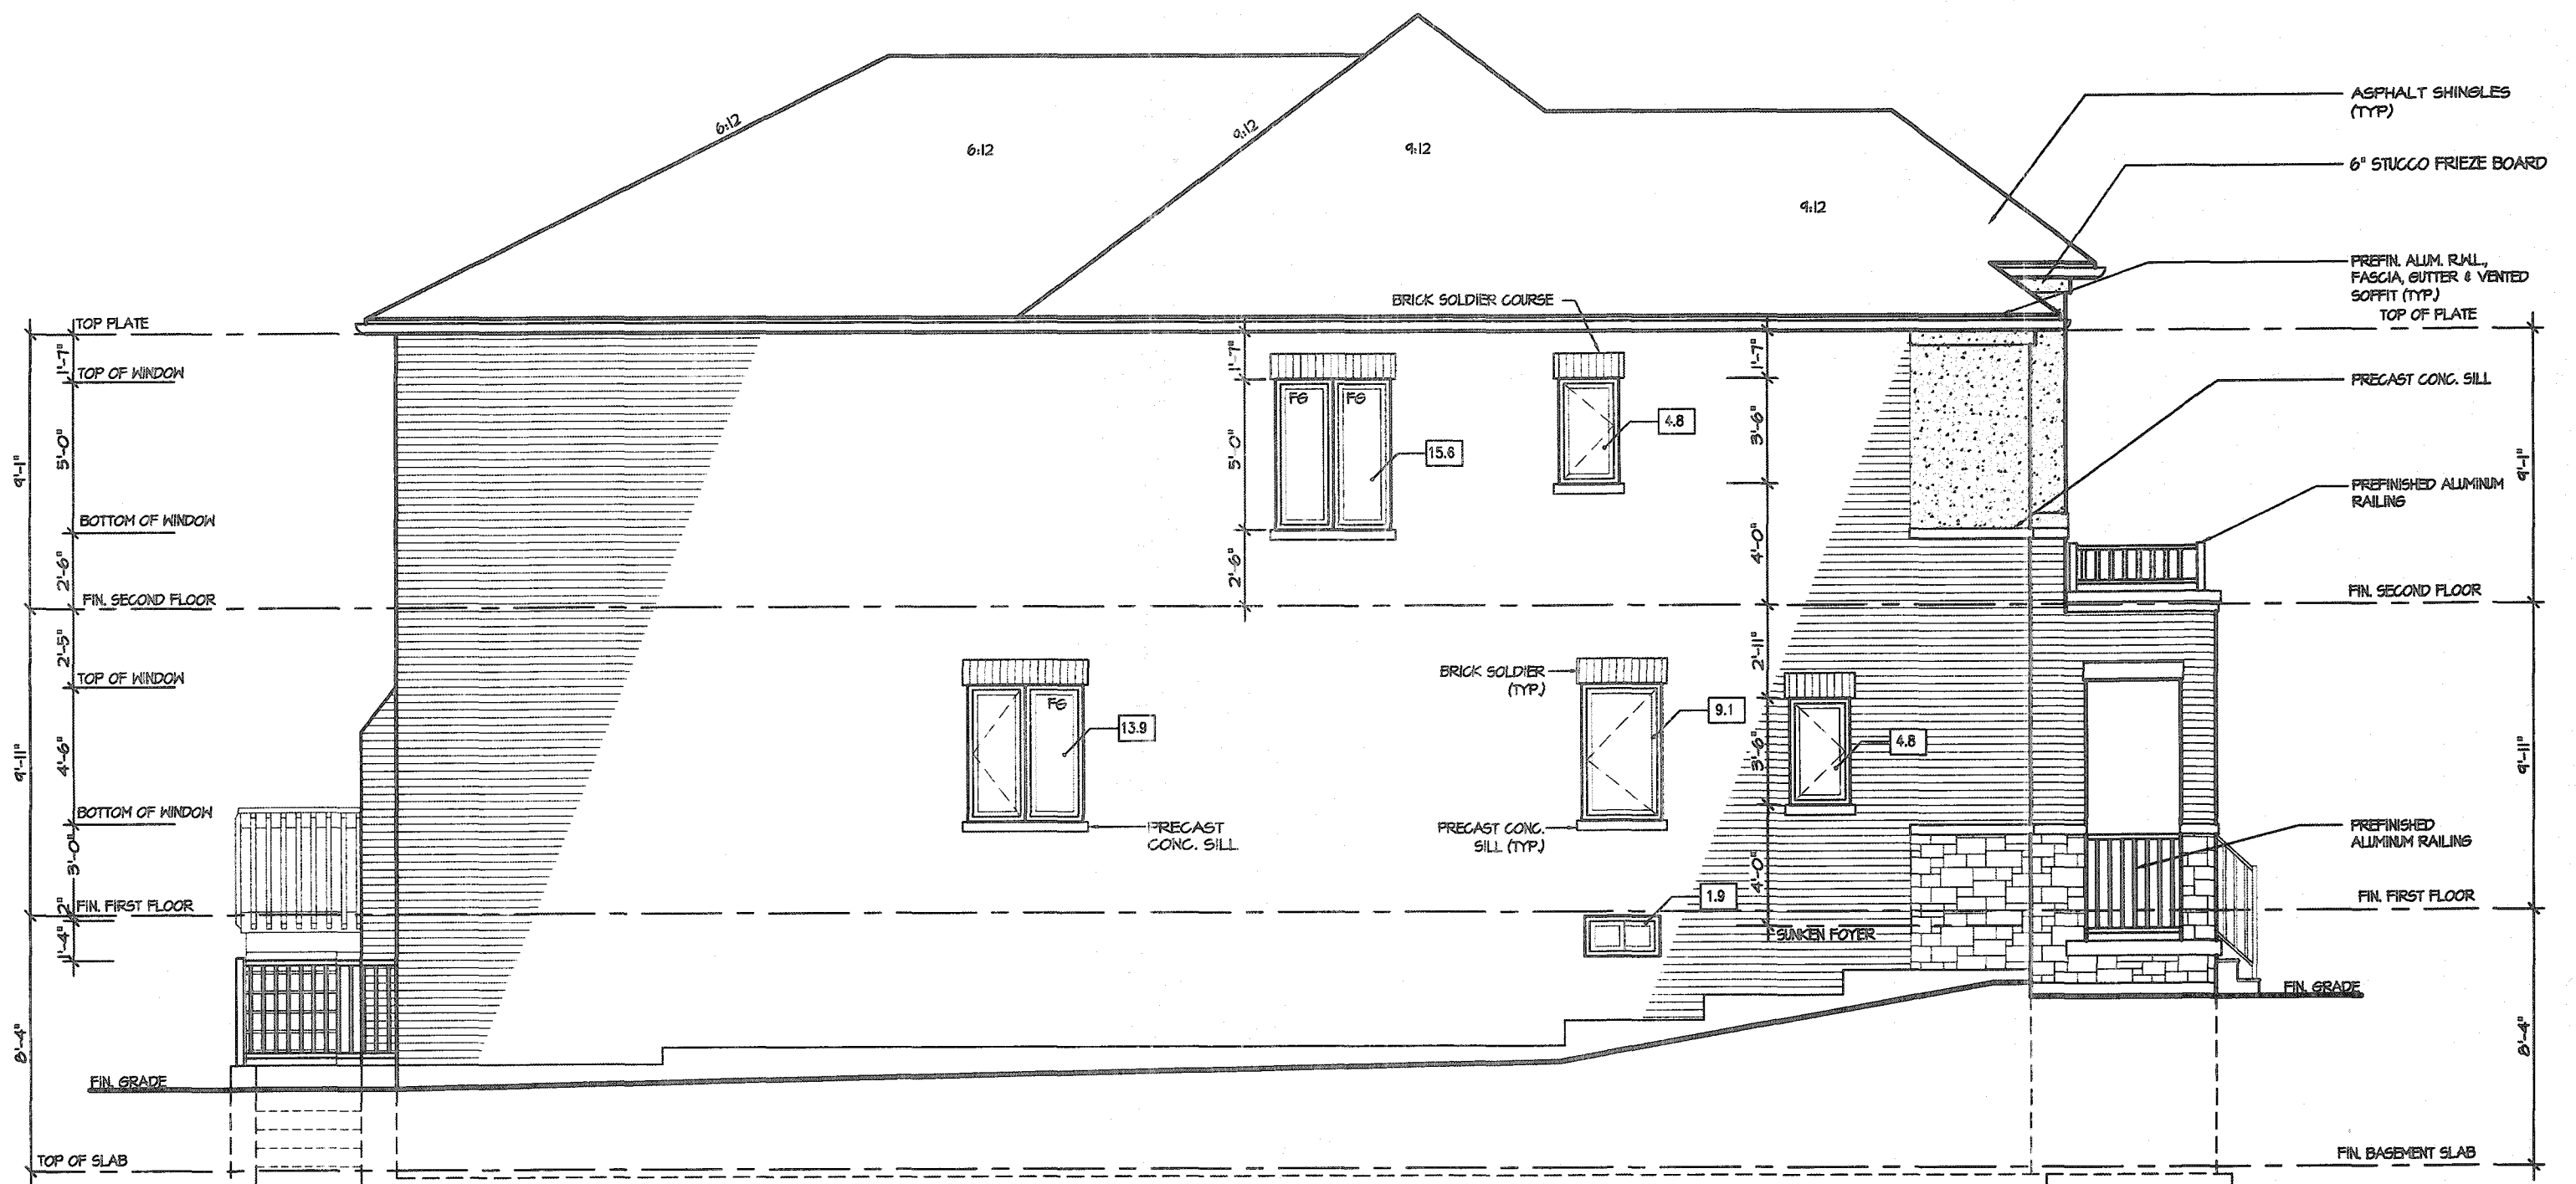 ASPHALT SHINGLES
(TYP)
6:12
6:12
9:12
9:12
9:12
6" STUCCO FRIEZE BOARD
PREFIN. ALUM. R.W.L.,
FASCIA, GUTTER & VENTED
SOFFIT (TYP.)
BRICK SOLDIER COURSE
TOP PLATE
TOP OF PLATE
1'-7"
1'-7"
1'-7"
TOP OF WINDOW
PRECAST CONC. SILL
FG
FG
4.8
15.6
9'-1"
5'-0"
5'-0"
3'-6"
9'-1"
PREFINISHED ALUMINUM
RAILING
BOTTOM OF WINDOW
2'-6"
2'-6"
4'-0"
FIN. SECOND FLOOR
FIN. SECOND FLOOR
2'-5"
2'-11"
TOP OF WINDOW
BRICK SOLDIER
(TYP.)
FG
13.9
9.1
4.8
9'-11"
4'-6"
3'-6"
9'-11"
BOTTOM OF WINDOW
PRECAST
CONC. SILL
PRECAST CONC.
SILL (TYP.)
PREFINISHED
ALUMINUM RAILING
3'-0"
4'-0"
1.9
2"
FIN. FIRST FLOOR
FIN. FIRST FLOOR
SUNKEN FOYER
1'-4"
FIN. GRADE
8'-4"
8'-4"
FIN. GRADE
TOP OF SLAB
FIN. BASEMENT SLAB